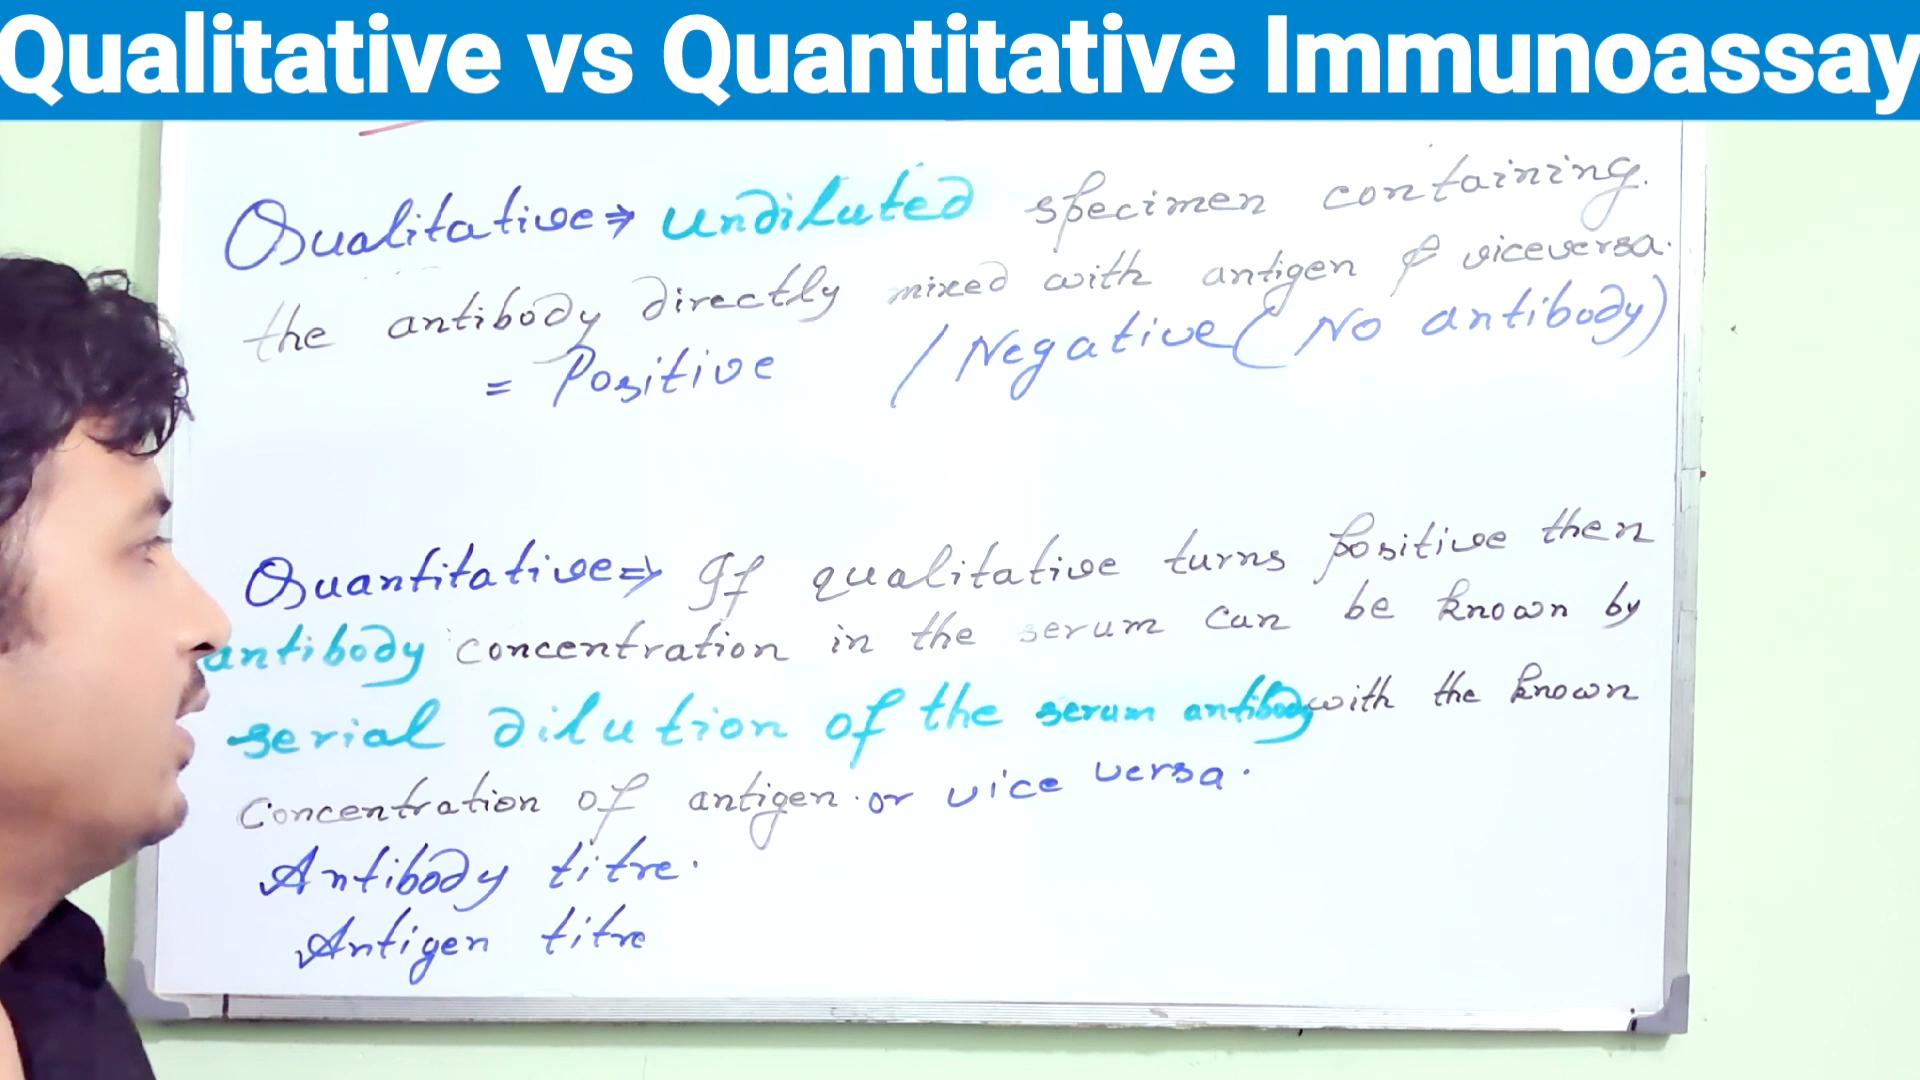 Qualitative vs Quantitative Immunoassay
Qualitative ⇒ undiluted specimen containing.
the antibody directly mixed with antigen & viceversa.
= Positive / Negative ( No antibody)
Quantitative ⇒ If qualitative turns positive then
antibody concentration in the serum can be known by
serial dilution of the serum antibody with the known
Concentration of antigen. or vice versa.
Antibody titre.
Antigen titre